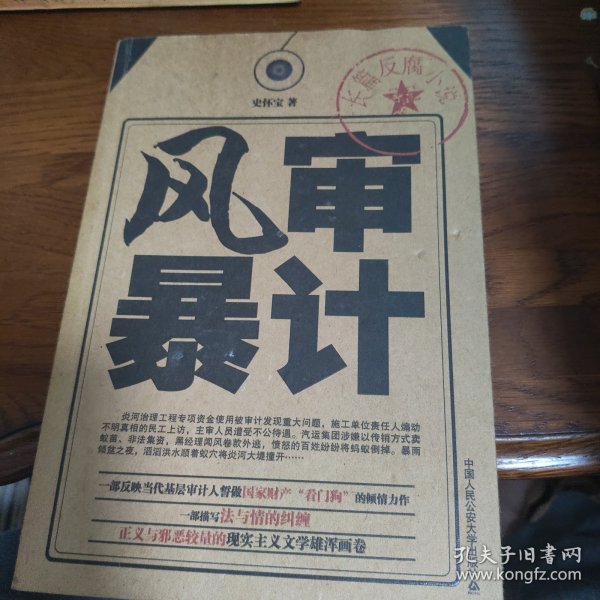 长篇反腐小说
史怀宝 著
审计
风暴
炎河治理工程专项资金使用被审计发现重大问题，施工单位责任人煽动
不明真相的民工上访，主审人员遭受不公待遇。汽运集团涉嫌以传销方式卖
蚁苗、非法集资，黑经理闻风卷款外逃，愤怒的百姓纷纷将蚂蚁倒掉。暴雨
倾盆之夜，滔滔洪水顺着蚁穴将炎河大堤撞开……
一部反映当代基层审计人誓做国家财产“看门狗”的倾情力作
一部描写法与情的纠缠
正义与邪恶较量的现实主义文学雄浑画卷
中国人民公安大学出版社
孔夫子旧书网
www.kongfz.com